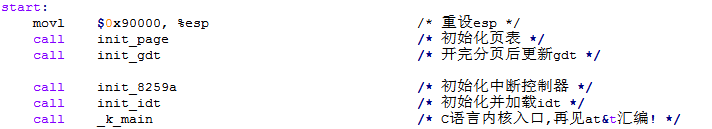 start:
movl $0x90000, %esp /* 重设esp */
call init_page /* 初始化页表 */
call init_gdt /* 开完分页后更新gdt */
call init_8259a /* 初始化中断控制器 */
call init_idt /* 初始化并加载idt */
call _k_main /* C语言内核入口,再见at&t汇编! */